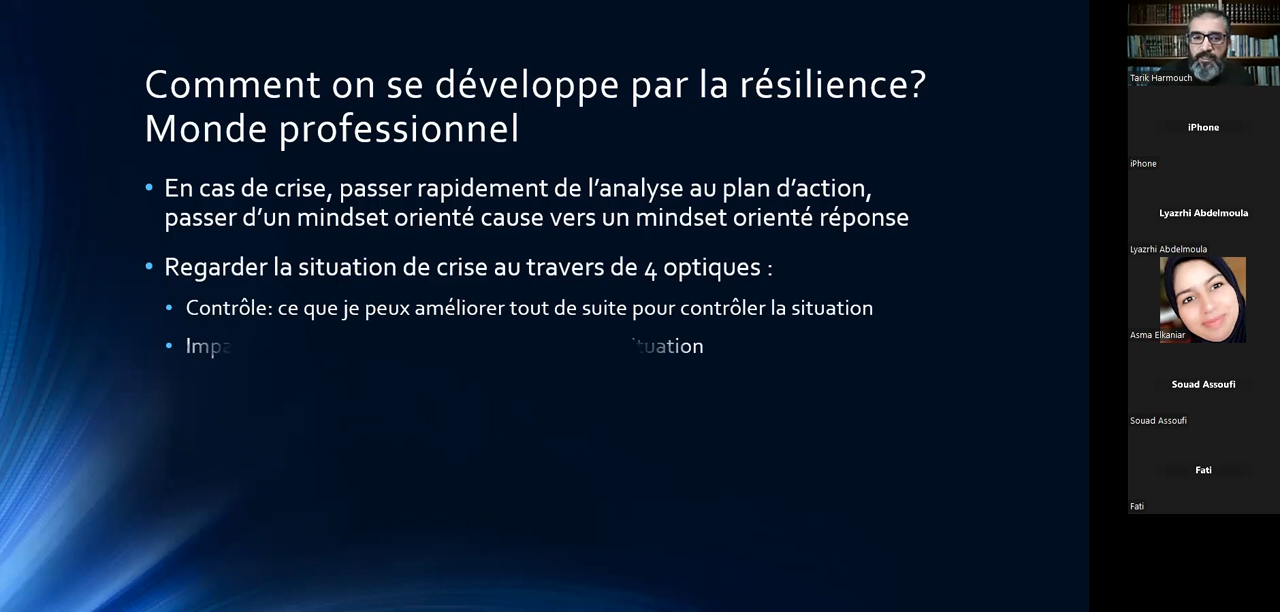 Comment on se développe par la résilience?
Monde professionnel
• En cas de crise, passer rapidement de l’analyse au plan d’action,
passer d’un mindset orienté cause vers un mindset orienté réponse
• Regarder la situation de crise au travers de 4 optiques :
• Contrôle: ce que je peux améliorer tout de suite pour contrôler la situation
Tarik Harmouch
iPhone
iPhone
Lyazrhi Abdelmoula
Lyazrhi Abdelmoula
Asma Elkaniar
Souad Assoufi
Souad Assoufi
Fati
Fati